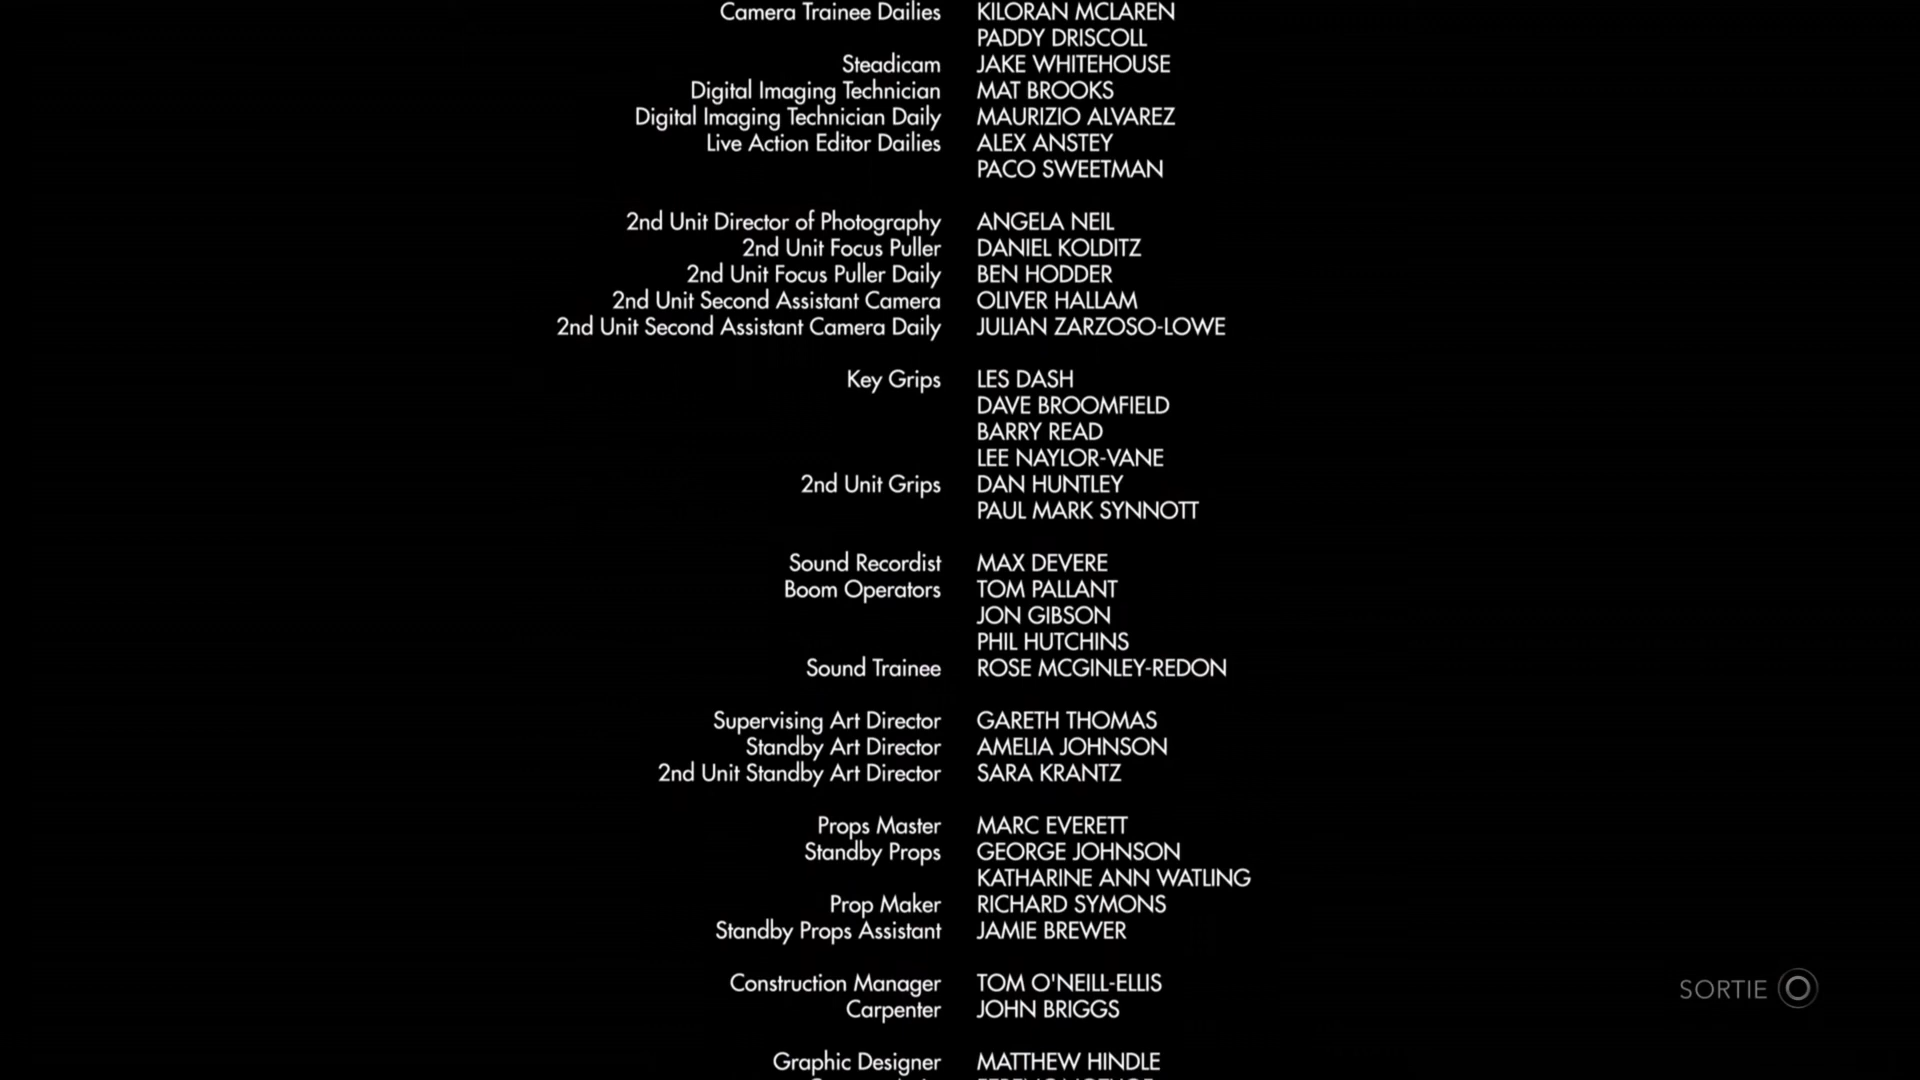 Camera Trainee Dailies KILORAN MCLAREN
PADDY DRISCOLL
Steadicam JAKE WHITEHOUSE
Digital Imaging Technician MAT BROOKS
Digital Imaging Technician Daily MAURIZIO ALVAREZ
Live Action Editor Dailies ALEX ANSTEY
PACO SWEETMAN
2nd Unit Director of Photography ANGELA NEIL
2nd Unit Focus Puller DANIEL KOLDITZ
2nd Unit Focus Puller Daily BEN HODDER
2nd Unit Second Assistant Camera OLIVER HALLAM
2nd Unit Second Assistant Camera Daily JULIAN ZARZOSO-LOWE
Key Grips LES DASH
DAVE BROOMFIELD
BARRY READ
LEE NAYLOR-VANE
2nd Unit Grips DAN HUNTLEY
PAUL MARK SYNNOTT
Sound Recordist MAX DEVERE
Boom Operators TOM PALLANT
JON GIBSON
PHIL HUTCHINS
Sound Trainee ROSE MCGINLEY-REDON
Supervising Art Director GARETH THOMAS
Standby Art Director AMELIA JOHNSON
2nd Unit Standby Art Director SARA KRANTZ
Props Master MARC EVERETT
Standby Props GEORGE JOHNSON
KATHARINE ANN WATLING
Prop Maker RICHARD SYMONS
Standby Props Assistant JAMIE BREWER
Construction Manager TOM O'NEILL-ELLIS
Carpenter JOHN BRIGGS
SORTIE
Graphic Designer MATTHEW HINDLE